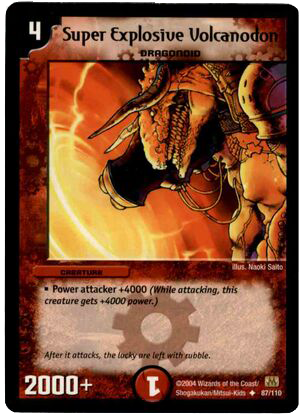 4 Super Explosive Volcanodon
DRAGONOID
illus. Naoki Saito
CREATURE
■ Power attacker +4000 (While attacking, this
creature gets +4000 power.)
After it attacks, the lucky are left with rubble.
2000+
1
©2004 Wizards of the Coast/
Shogakukan/Mitsui-Kids ◆ 87/110